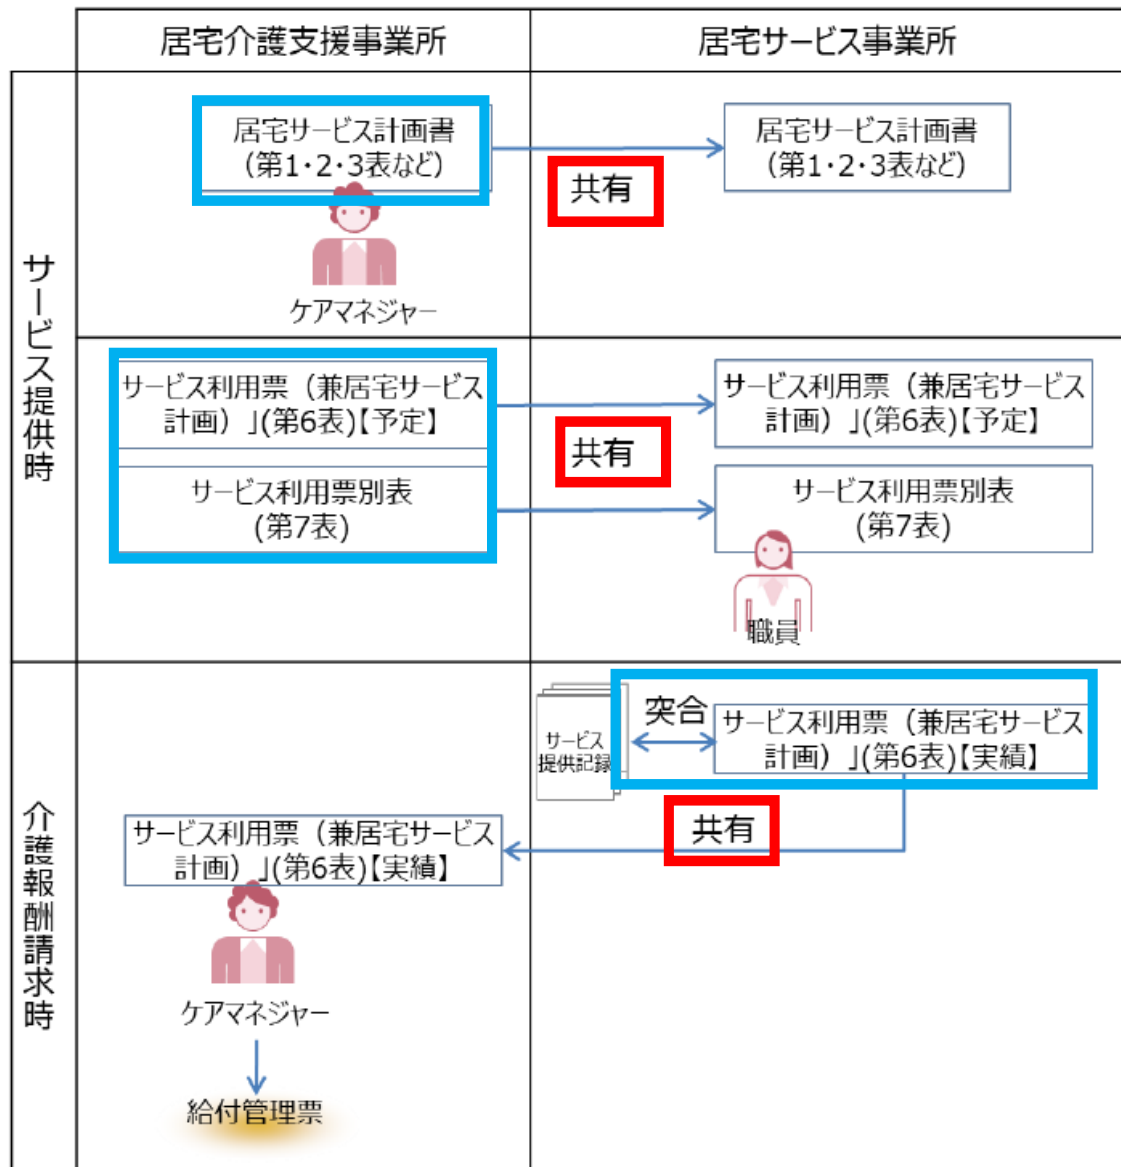 居宅介護支援事業所
居宅サービス事業所
サービス提供時
居宅サービス計画書
(第1・2・3表など)
共有
居宅サービス計画書
(第1・2・3表など)
ケアマネジャー
サービス利用票（兼居宅サービス
計画）」(第6表)【予定】
サービス利用票別表
(第7表)
共有
サービス利用票（兼居宅サービス
計画）」(第6表)【予定】
サービス利用票別表
(第7表)
職員
介護報酬請求時
サービス
提供記録
突合
サービス利用票（兼居宅サービス
計画）」(第6表)【実績】
共有
サービス利用票（兼居宅サービス
計画）」(第6表)【実績】
ケアマネジャー
給付管理票